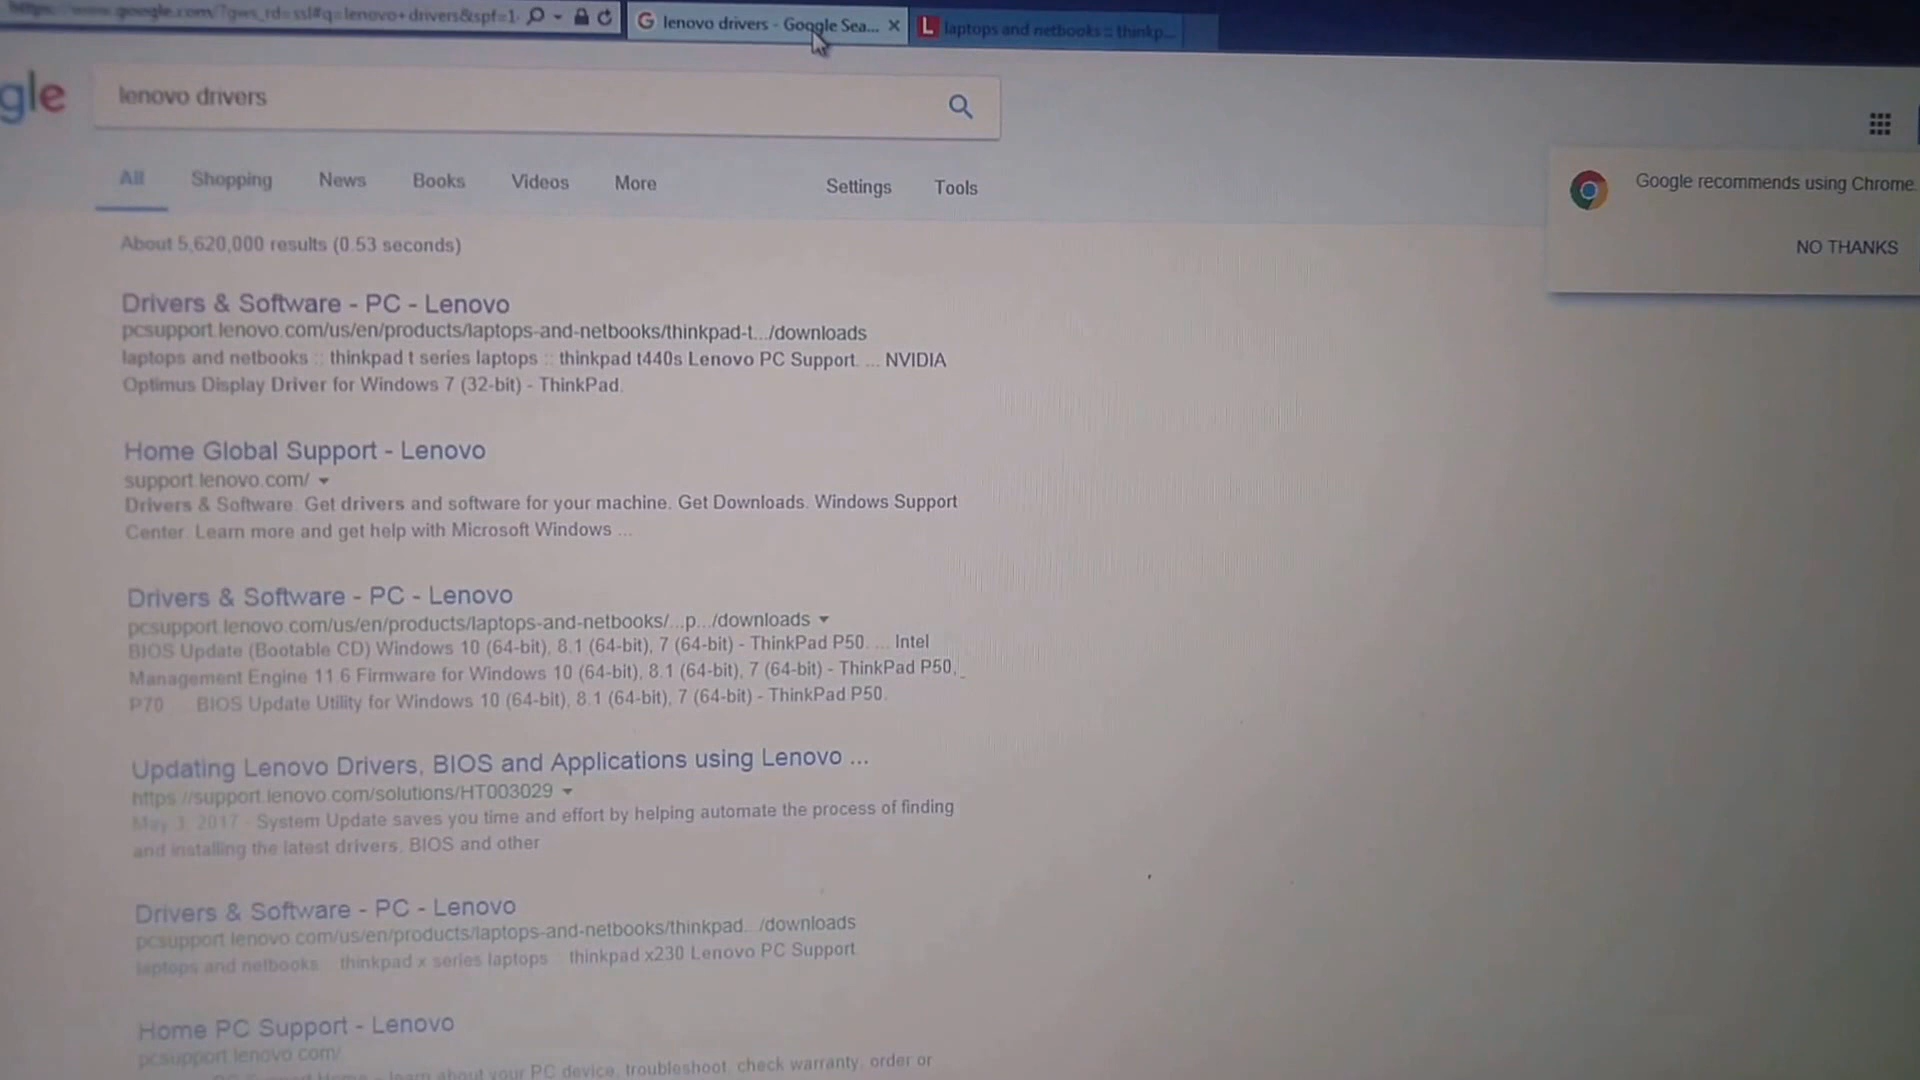 https://www.google.com/?gws_rd=ssl#q=lenovo+drivers&spf=1
lenovo drivers - Google Sea...
laptops and netbooks :: thinkp...
gle
lenovo drivers
All
Shopping
News
Books
Videos
More
Settings
Tools
Google recommends using Chrome.
NO THANKS
About 5,620,000 results (0.53 seconds)
Drivers & Software - PC - Lenovo
pcsupport.lenovo.com/us/en/products/laptops-and-netbooks/thinkpad-t.../downloads
laptops and netbooks :: thinkpad t series laptops :: thinkpad t440s Lenovo PC Support. ... NVIDIA
Optimus Display Driver for Windows 7 (32-bit) - ThinkPad.
Home Global Support - Lenovo
support.lenovo.com/
Drivers & Software. Get drivers and software for your machine. Get Downloads. Windows Support
Center. Learn more and get help with Microsoft Windows ...
Drivers & Software - PC - Lenovo
pcsupport.lenovo.com/us/en/products/laptops-and-netbooks/...p.../downloads
BIOS Update (Bootable CD) Windows 10 (64-bit), 8.1 (64-bit), 7 (64-bit) - ThinkPad P50. ... Intel
Management Engine 11.6 Firmware for Windows 10 (64-bit), 8.1 (64-bit), 7 (64-bit) - ThinkPad P50,
P70 ... BIOS Update Utility for Windows 10 (64-bit), 8.1 (64-bit), 7 (64-bit) - ThinkPad P50.
Updating Lenovo Drivers, BIOS and Applications using Lenovo ...
https://support.lenovo.com/solutions/HT003029
May 3, 2017 - System Update saves you time and effort by helping automate the process of finding
and installing the latest drivers, BIOS and other
Drivers & Software - PC - Lenovo
pcsupport.lenovo.com/us/en/products/laptops-and-netbooks/thinkpad.../downloads
laptops and netbooks :: thinkpad x series laptops :: thinkpad x230 Lenovo PC Support
Home PC Support - Lenovo
pcsupport.lenovo.com/
PC Support Home - learn about your PC device, troubleshoot, check warranty, order or